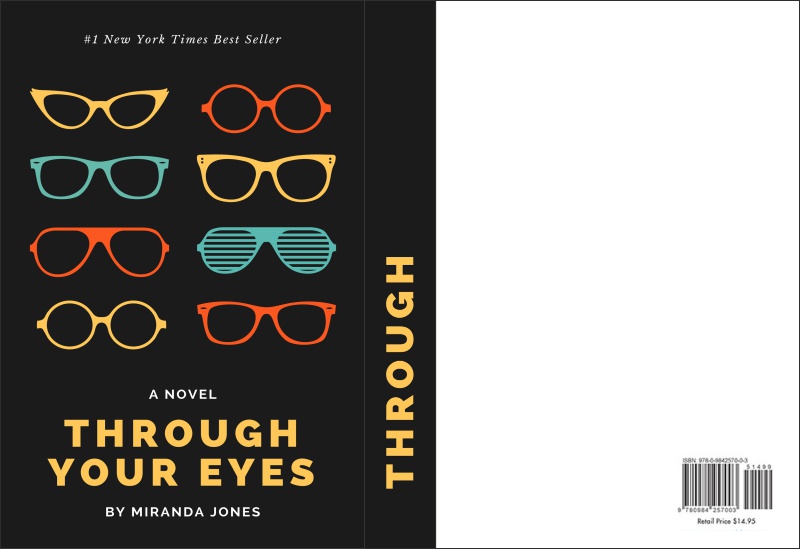 #1 New York Times Best Seller
A NOVEL
THROUGH
YOUR EYES
BY MIRANDA JONES
THROUGH
ISBN: 978-0-9842570-0-3
51499
9 780984 257003
Retail Price $14.95